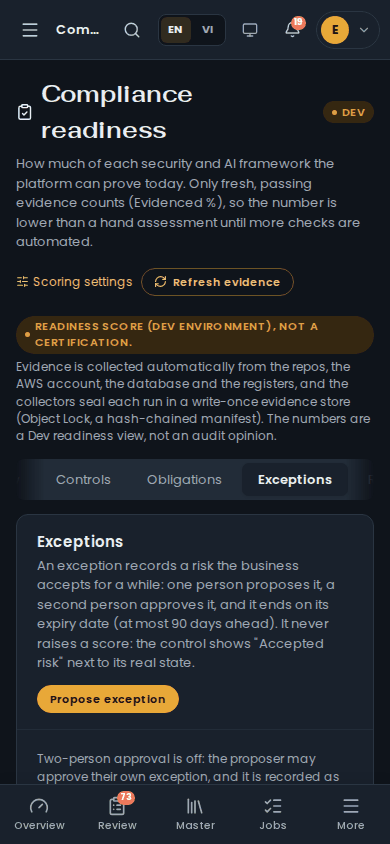 Com...
EN
VI
19
E
Compliance
readiness
DEV
How much of each security and AI framework the
platform can prove today. Only fresh, passing
evidence counts (Evidenced %), so the number is
lower than a hand assessment until more checks are
automated.
Scoring settings
Refresh evidence
READINESS SCORE (DEV ENVIRONMENT), NOT A
CERTIFICATION.
Evidence is collected automatically from the repos, the
AWS account, the database and the registers, and the
collectors seal each run in a write-once evidence store
(Object Lock, a hash-chained manifest). The numbers are
a Dev readiness view, not an audit opinion.
Controls
Obligations
Exceptions
Exceptions
An exception records a risk the business
accepts for a while: one person proposes it, a
second person approves it, and it ends on its
expiry date (at most 90 days ahead). It never
raises a score: the control shows "Accepted
risk" next to its real state.
Propose exception
Two-person approval is off: the proposer may
approve their own exception, and it is recorded as
73
Overview
Review
Master
Jobs
More